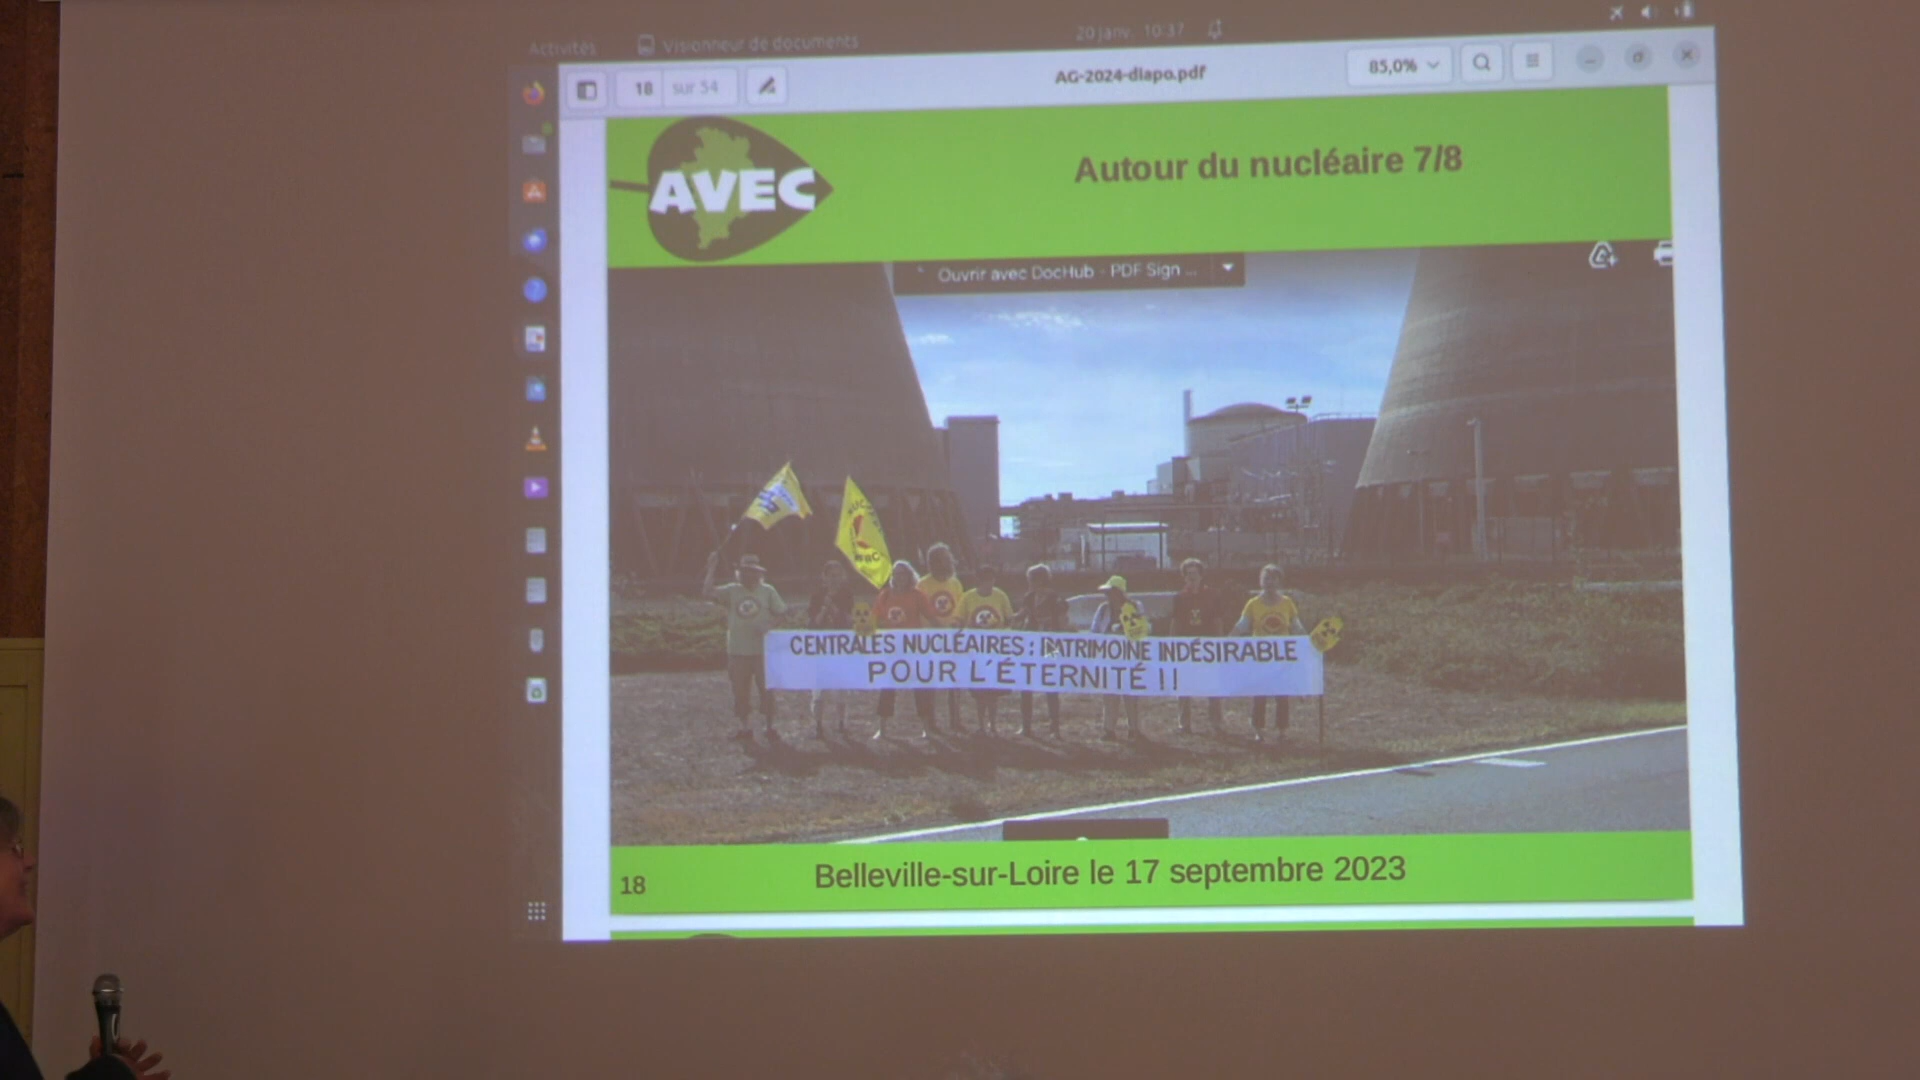 Activités
Visionneur de documents
20 janv. 10:37
18 sur 54
AG-2024-diapo.pdf
85,0%
AVEC
Autour du nucléaire 7/8
Ouvrir avec DocHub - PDF Sign ...
CENTRALES NUCLÉAIRES : PATRIMOINE INDÉSIRABLE
POUR L'ÉTERNITÉ !!
18
Belleville-sur-Loire le 17 septembre 2023